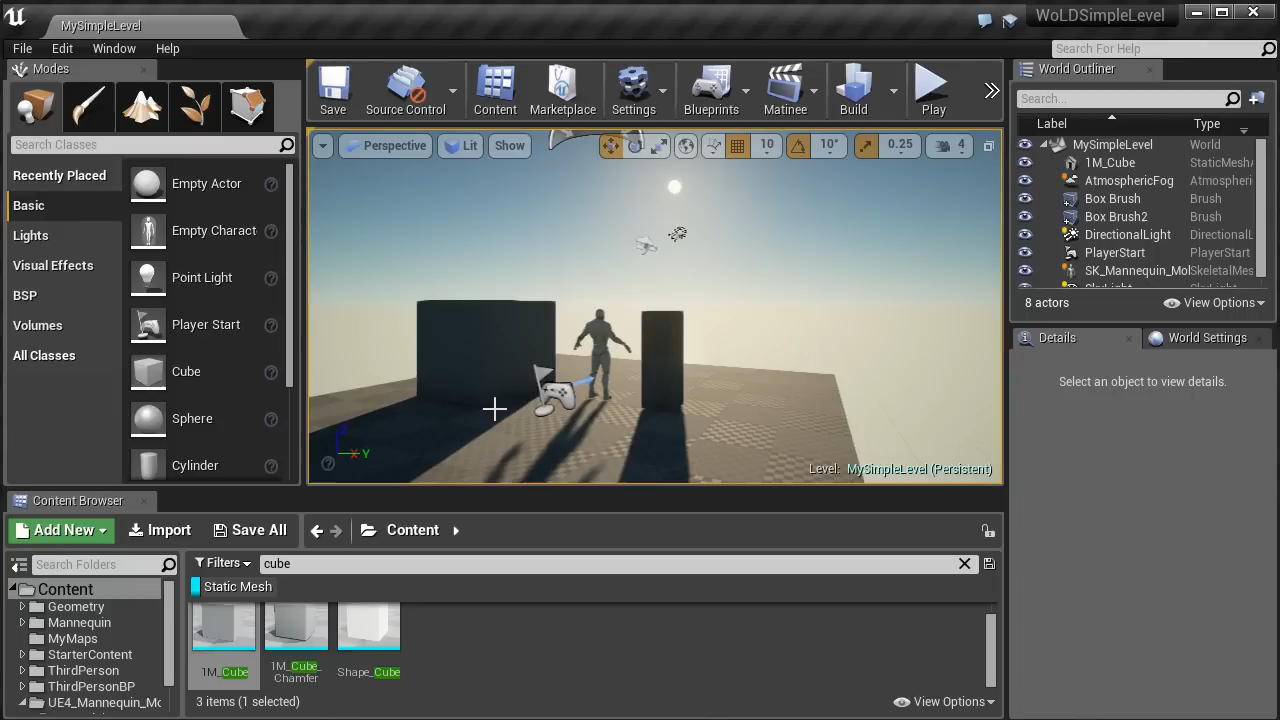 MySimpleLevel
WoLDSimpleLevel
File Edit Window Help
Search For Help
Modes
Search Classes
Recently Placed
Basic
Lights
Visual Effects
BSP
Volumes
All Classes
Empty Actor
Empty Charact
Point Light
Player Start
Cube
Sphere
Cylinder
Save
Source Control
Content
Marketplace
Settings
Blueprints
Matinee
Build
Play
Perspective
Lit
Show
10
10°
0.25
4
Z
X Y
Level: MySimpleLevel (Persistent)
World Outliner
Search...
Label Type
MySimpleLevel World
1M_Cube StaticMeshA
AtmosphericFog Atmospheri
Box Brush Brush
Box Brush2 Brush
DirectionalLight DirectionalL
PlayerStart PlayerStart
SK_Mannequin_Mol SkeletalMes
8 actors
View Options
Details
World Settings
Select an object to view details.
Content Browser
Add New Import Save All Content
Search Folders
Content
Geometry
Mannequin
MyMaps
StarterContent
ThirdPerson
ThirdPersonBP
UE4_Mannequin_Mo
Filters
cube
Static Mesh
1M_Cube
1M_Cube_
Chamfer
Shape_Cube
3 items (1 selected)
View Options